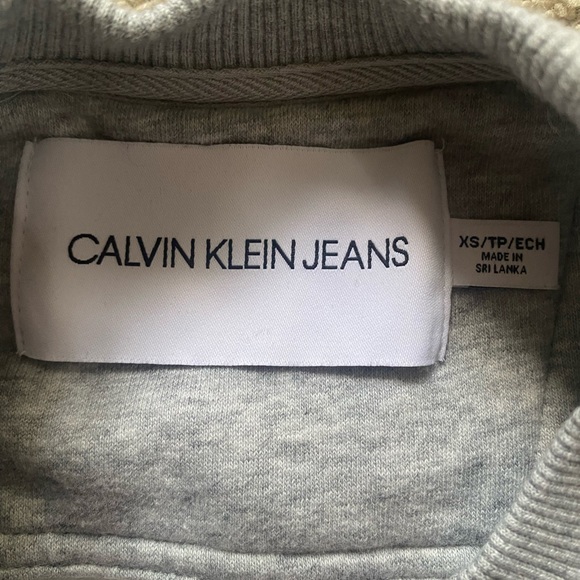 CALVIN KLEIN JEANS
XS/TP/ECH
MADE IN
SRI LANKA